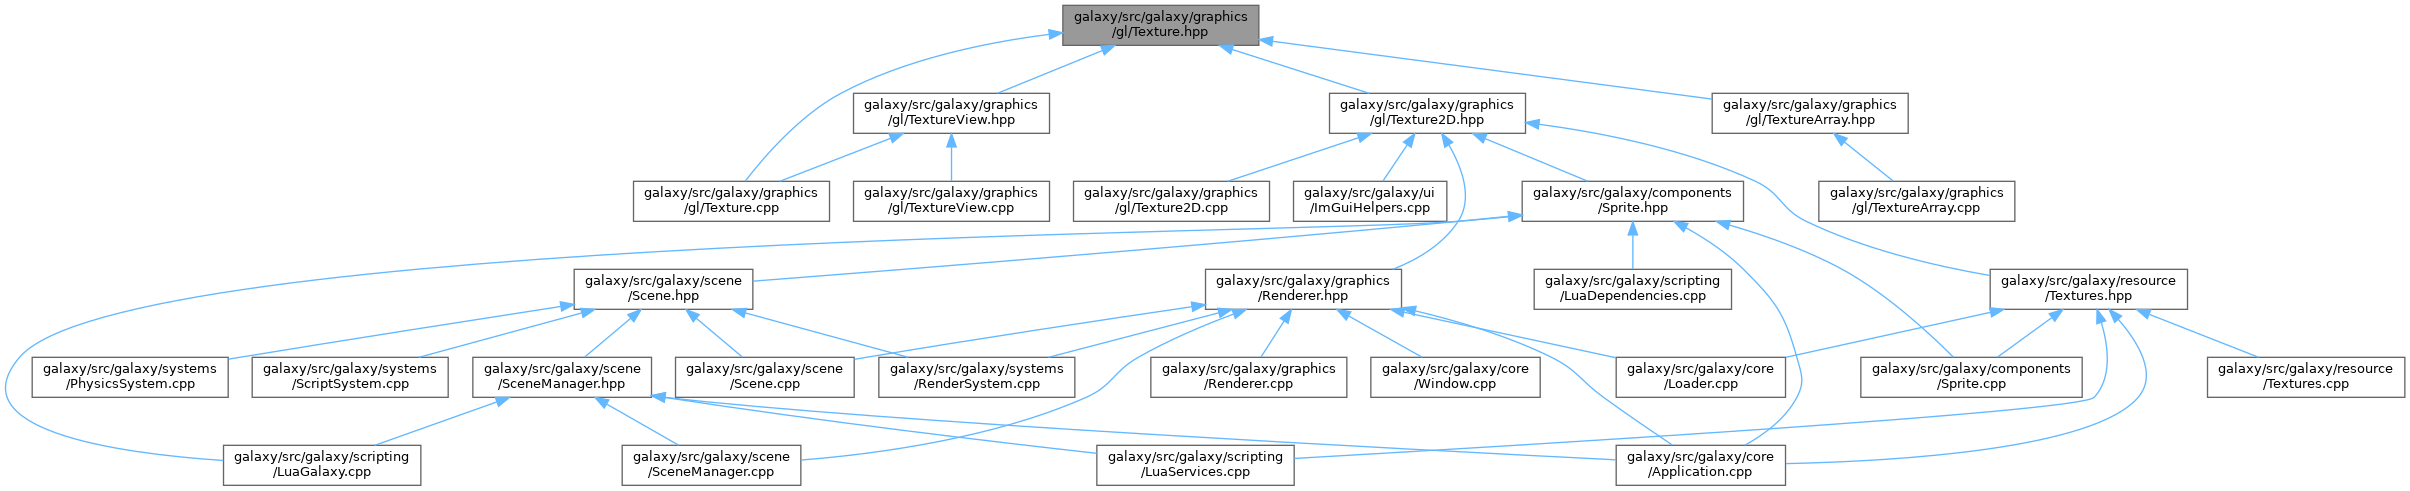 galaxy/src/galaxy/graphics
/gl/Texture.hpp
galaxy/src/galaxy/graphics
/gl/TextureView.hpp
galaxy/src/galaxy/graphics
/gl/Texture2D.hpp
galaxy/src/galaxy/graphics
/gl/TextureArray.hpp
galaxy/src/galaxy/graphics
/gl/Texture.cpp
galaxy/src/galaxy/graphics
/gl/TextureView.cpp
galaxy/src/galaxy/graphics
/gl/Texture2D.cpp
galaxy/src/galaxy/ui
/ImGuiHelpers.cpp
galaxy/src/galaxy/components
/Sprite.hpp
galaxy/src/galaxy/graphics
/gl/TextureArray.cpp
galaxy/src/galaxy/scene
/Scene.hpp
galaxy/src/galaxy/graphics
/Renderer.hpp
galaxy/src/galaxy/scripting
/LuaDependencies.cpp
galaxy/src/galaxy/resource
/Textures.hpp
galaxy/src/galaxy/systems
/PhysicsSystem.cpp
galaxy/src/galaxy/systems
/ScriptSystem.cpp
galaxy/src/galaxy/scene
/SceneManager.hpp
galaxy/src/galaxy/scene
/Scene.cpp
galaxy/src/galaxy/systems
/RenderSystem.cpp
galaxy/src/galaxy/graphics
/Renderer.cpp
galaxy/src/galaxy/core
/Window.cpp
galaxy/src/galaxy/core
/Loader.cpp
galaxy/src/galaxy/components
/Sprite.cpp
galaxy/src/galaxy/resource
/Textures.cpp
galaxy/src/galaxy/scripting
/LuaGalaxy.cpp
galaxy/src/galaxy/scene
/SceneManager.cpp
galaxy/src/galaxy/scripting
/LuaServices.cpp
galaxy/src/galaxy/core
/Application.cpp